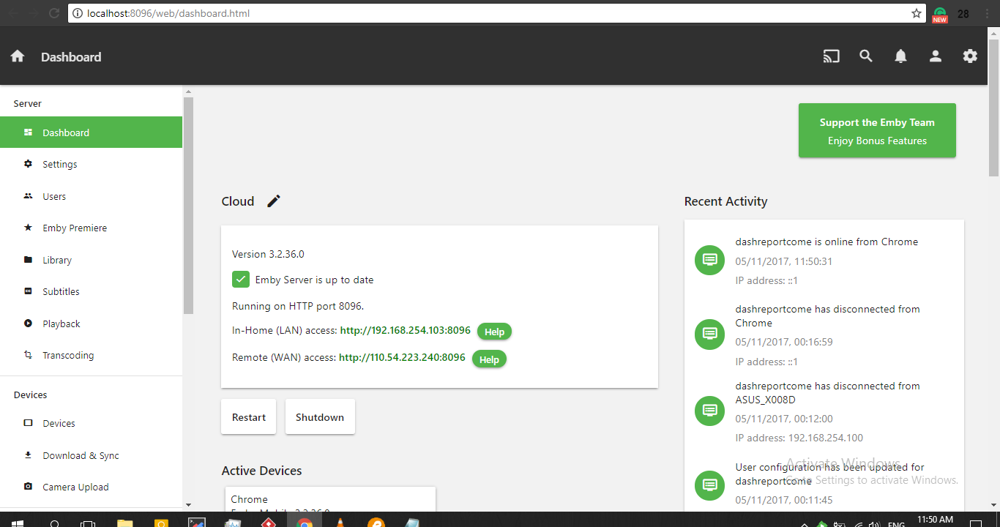 localhost:8096/web/dashboard.html
NEW
28
Dashboard
Server
Dashboard
Settings
Users
Emby Premiere
Library
Subtitles
Playback
Transcoding
Devices
Devices
Download & Sync
Camera Upload
Support the Emby Team
Enjoy Bonus Features
Cloud
Version 3.2.36.0
Emby Server is up to date
Running on HTTP port 8096.
In-Home (LAN) access: http://192.168.254.103:8096 Help
Remote (WAN) access: http://110.54.223.240:8096 Help
Restart
Shutdown
Active Devices
Chrome
Recent Activity
dashreportcome is online from Chrome
05/11/2017, 11:50:31
IP address: ::1
dashreportcome has disconnected from
Chrome
05/11/2017, 00:16:59
IP address: ::1
dashreportcome has disconnected from
ASUS_X008D
05/11/2017, 00:12:00
IP address: 192.168.254.100
User configuration has been updated for
dashreportcome
05/11/2017, 00:11:45
Activate Windows
Go to Settings to activate Windows.
ENG
11:50 AM